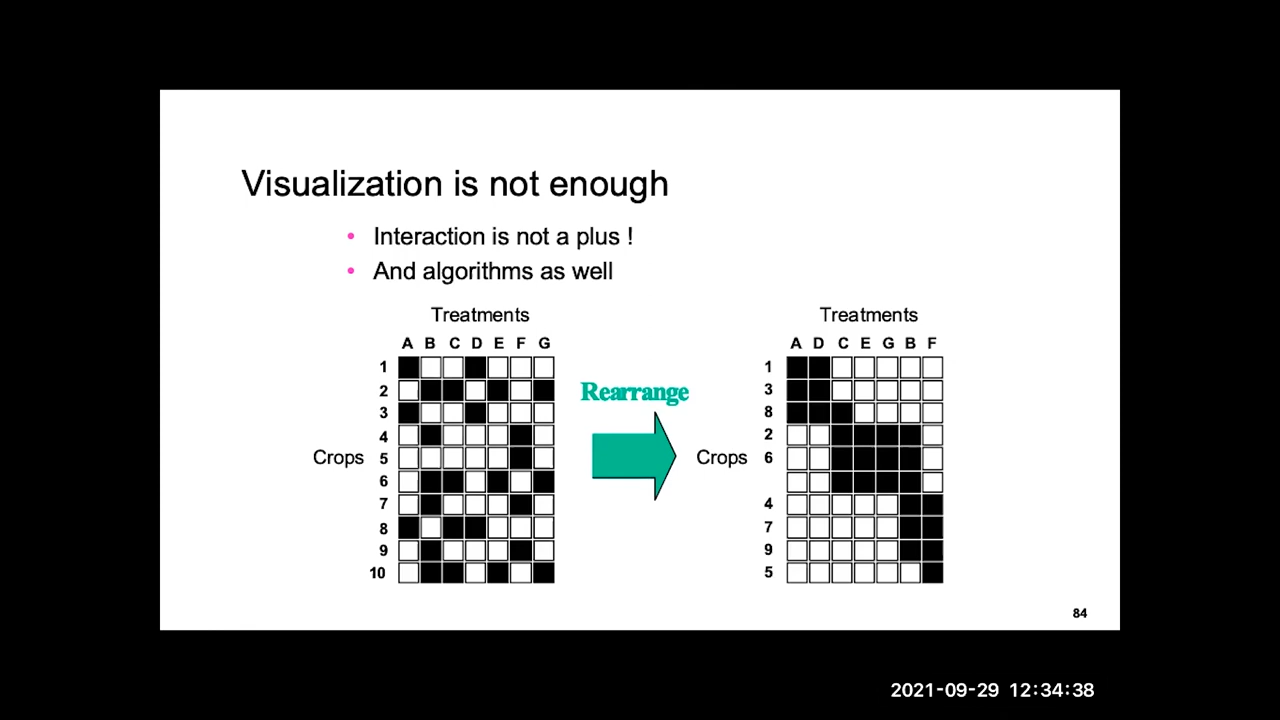 Visualization is not enough
• Interaction is not a plus !
• And algorithms as well
Treatments
A B C D E F G
1
2
3
4
Crops 5
6
7
8
9
10
Rearrange
Treatments
A D C E G B F
1
3
8
2
Crops 6
4
7
9
5
84
2021-09-29 12:34:38